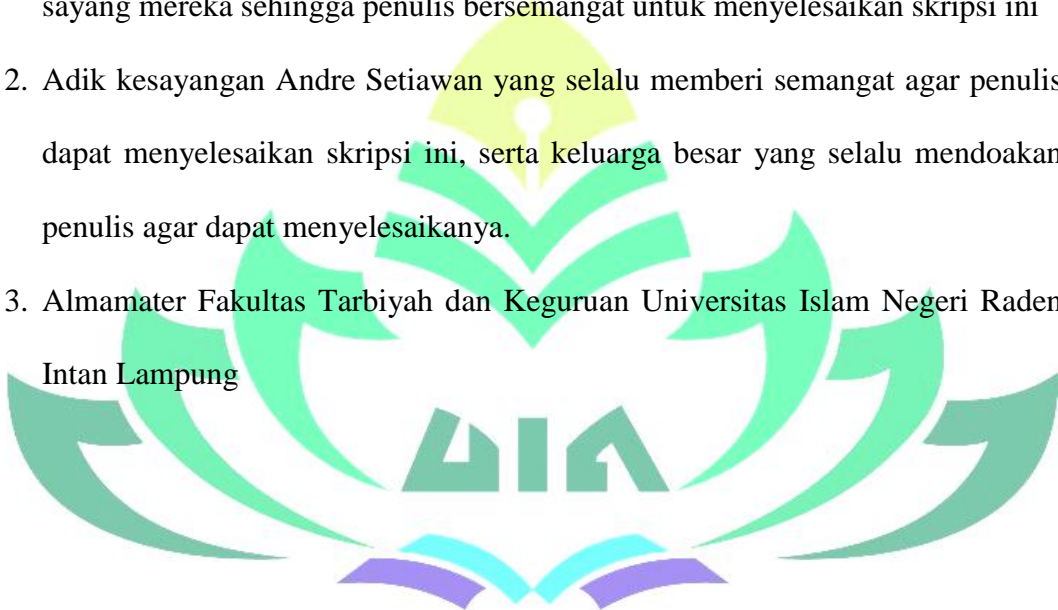 sayang mereka sehingga penulis bersemangat untuk menyelesaikan skripsi ini
2. Adik kesayangan Andre Setiawan yang selalu memberi semangat agar penulis
dapat menyelesaikan skripsi ini, serta keluarga besar yang selalu mendoakan
penulis agar dapat menyelesaikanya.
3. Almamater Fakultas Tarbiyah dan Keguruan Universitas Islam Negeri Raden
Intan Lampung
UIN